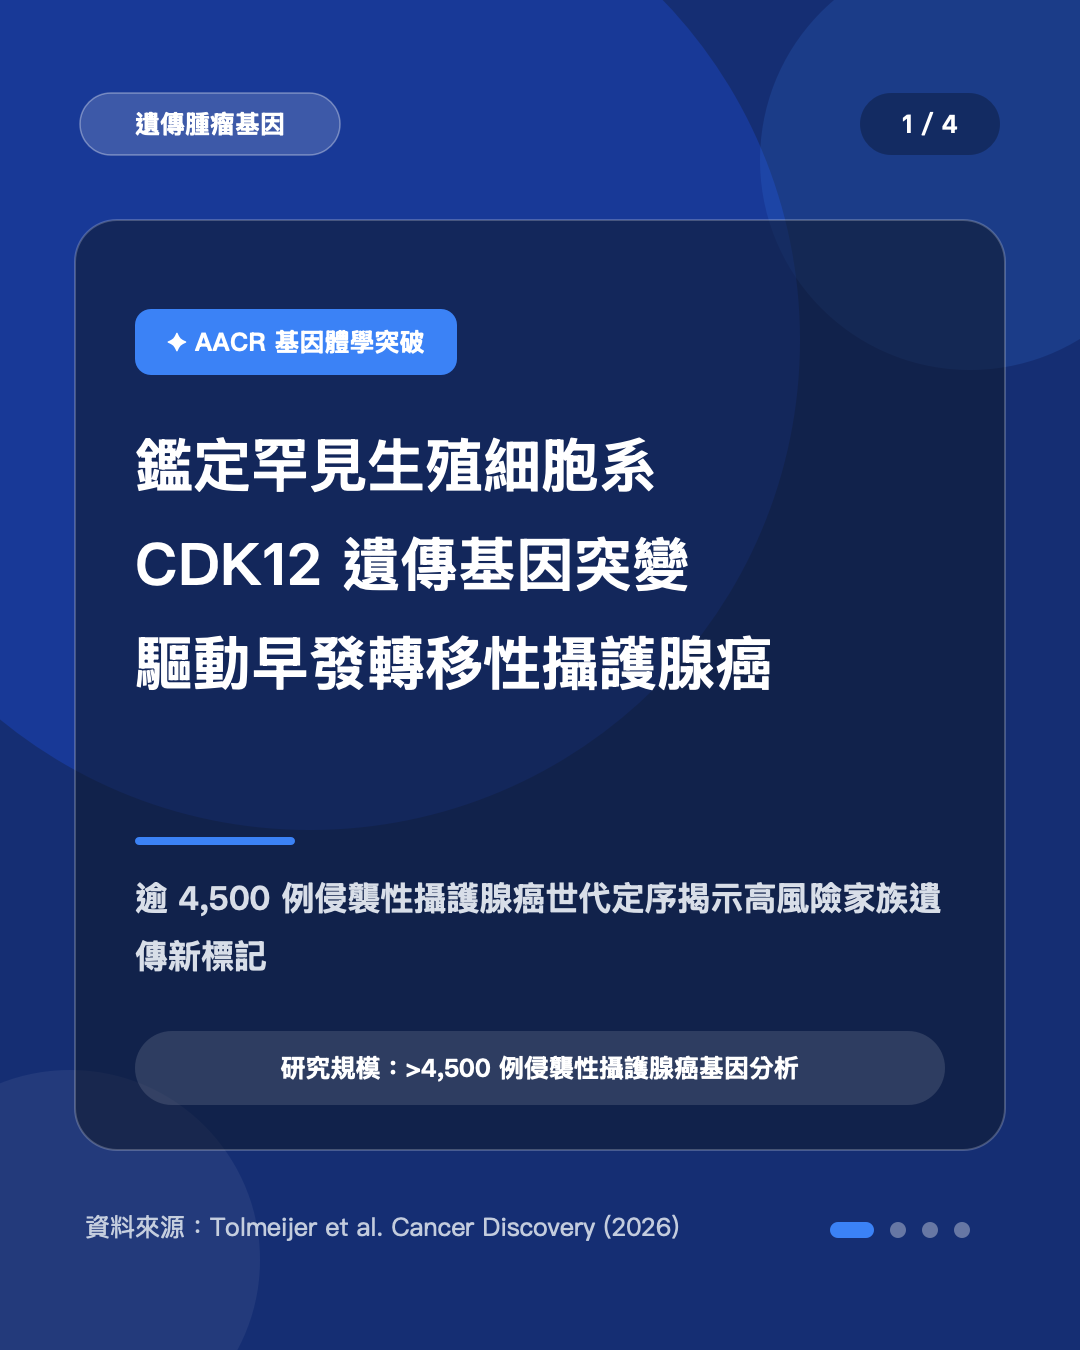 遺傳腫瘤基因
1 / 4
✦ AACR 基因體學突破
鑑定罕見生殖細胞系
CDK12 遺傳基因突變
驅動早發轉移性攝護腺癌
逾 4,500 例侵襲性攝護腺癌世代定序揭示高風險家族遺
傳新標記
研究規模：>4,500 例侵襲性攝護腺癌基因分析
資料來源：Tolmeijer et al. Cancer Discovery (2026)